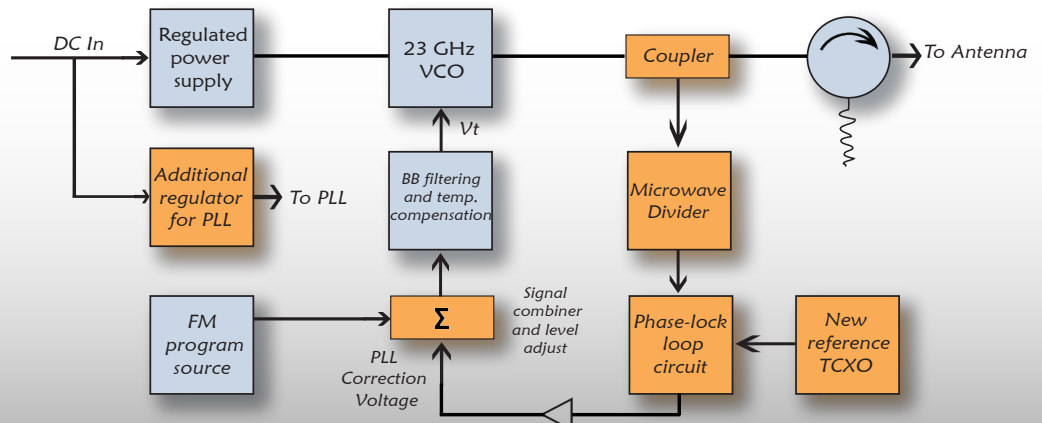 DC In
Regulated
power
supply
23 GHz
VCO
Coupler
To Antenna
Vt
Additional
regulator
for PLL
To PLL
BB filtering
and temp.
compensation
Microwave
Divider
FM
program
source
Σ
Signal
combiner
and level
adjust
Phase-lock
loop
circuit
New
reference
TCXO
PLL
Correction
Voltage